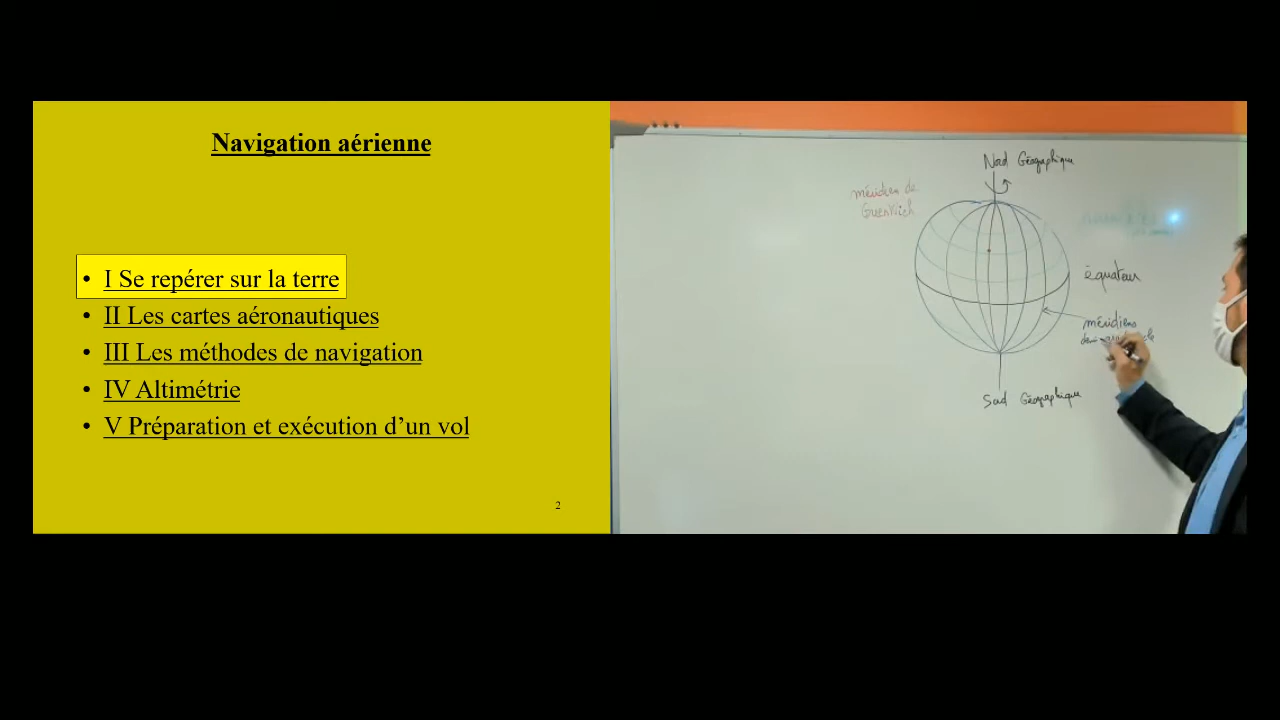 Navigation aérienne
• I Se repérer sur la terre
• II Les cartes aéronautiques
• III Les méthodes de navigation
• IV Altimétrie
• V Préparation et exécution d’un vol
2
Nord Géographique
méridien de
équateur
méridiens
Sud Géographique